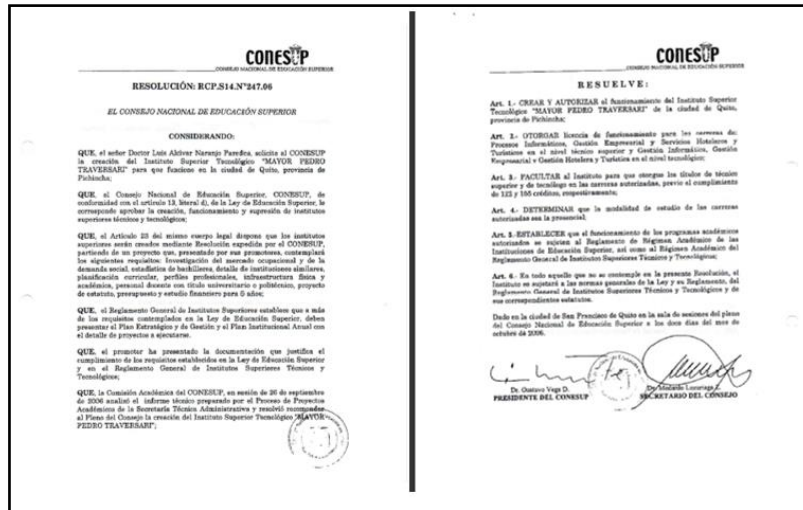 CONESUP
CONSEJO NACIONAL DE EDUCACIÓN SUPERIOR
RESOLUCIÓN: RCP.S14.Nº247.06
EL CONSEJO NACIONAL DE EDUCACIÓN SUPERIOR
CONSIDERANDO:
QUE, el señor Doctor Luis Alcívar Naranjo Paredes, solicita al CONESUP
la creación del Instituto Superior Tecnológico "MAYOR PEDRO
TRAVERSARI" para que funcione en la ciudad de Quito, provincia de
Pichincha;
QUE, el Consejo Nacional de Educación Superior, CONESUP, de
conformidad con el artículo 13, literal d), de la Ley de Educación Superior, le
corresponde aprobar la creación, funcionamiento y supresión de institutos
superiores técnicos y tecnológicos;
QUE, el Artículo 23 del mismo cuerpo legal dispone que los institutos
superiores serán creados mediante Resolución expedida por el CONESUP,
partiendo de un proyecto que, presentado por sus promotores, contemplará
los siguientes requisitos: Investigación del mercado ocupacional y de la
demanda social, estadística de bachilleres, detalle de instituciones similares,
planificación curricular, perfiles profesionales, infraestructura física y
académica, personal docente con título universitario o politécnico, proyecto
de estatuto, presupuesto y estudio financiero para 5 años;
QUE, el Reglamento General de Institutos Superiores establece que a más
de los requisitos contemplados en la Ley de Educación Superior, deben
presentar el Plan Estratégico y de Gestión y el Plan Institucional Anual con
el detalle de proyectos a ejecutarse.
QUE, el promotor ha presentado la documentación que justifica el
cumplimiento de los requisitos establecidos en la Ley de Educación Superior
y en el Reglamento General de Institutos Superiores Técnicos y
Tecnológicos;
QUE, la Comisión Académica del CONESUP, en sesión de 26 de septiembre
de 2006 analizó el informe técnico preparado por el Proceso de Proyectos
Académicos de la Secretaría Técnica Administrativa y resolvió recomendar
al Pleno del Consejo la creación del Instituto Superior Tecnológico "MAYOR
PEDRO TRAVERSARI";
CONESUP
CONSEJO NACIONAL DE EDUCACIÓN SUPERIOR
RESUELVE:
Art. 1.- CREAR Y AUTORIZAR el funcionamiento del Instituto Superior
Tecnológico "MAYOR PEDRO TRAVERSARI" de la ciudad de Quito,
provincia de Pichincha;
Art. 2.- OTORGAR licencia de funcionamiento para las carreras de:
Procesos Informáticos, Gestión Empresarial y Servicios Hoteleros y
Turísticos en el nivel técnico superior y Gestión Informática, Gestión
Empresarial y Gestión Hotelera y Turística en el nivel tecnológico;
Art. 3.- FACULTAR al Instituto para que otorgue los títulos de técnico
superior y de tecnólogo en las carreras autorizadas, previo el cumplimiento
de créditos, respectivamente;
Art. 4.- DETERMINAR que la modalidad de estudio de las carreras
autorizadas sea la presencial;
Art. 5.-ESTABLECER que el funcionamiento de los programas académicos
autorizados se sujetan al Reglamento de Régimen Académico de las
Instituciones de Educación Superior, así como al Régimen Académico del
Reglamento General de Institutos Superiores Técnicos y Tecnológicos;
Art. 6.- En todo aquello que no se contemple en la presente Resolución, el
Instituto se sujetará a las normas generales de la Ley y su Reglamento, del
Reglamento General de Institutos Superiores Técnicos y Tecnológicos y de
sus correspondientes estatutos.
Dado en la ciudad de San Francisco de Quito en la sala de sesiones del pleno
del Consejo Nacional de Educación Superior a los doce días del mes de
octubre de 2006.
Dr. Gustavo Vega D.
PRESIDENTE DEL CONESUP
Dr.
SECRETARIO DEL CONSEJO